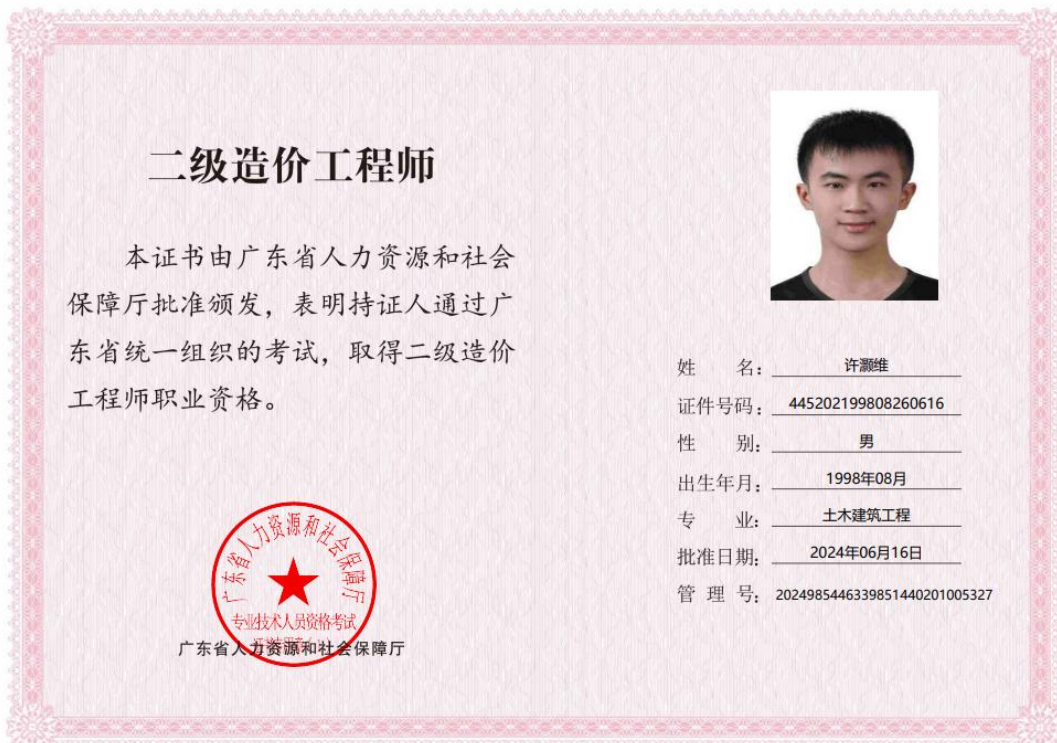 二级造价工程师
本证书由广东省人力资源和社会
保障厅批准颁发，表明持证人通过广
东省统一组织的考试，取得二级造价
工程师职业资格。
广东省人力资源和社会保障厅
专业技术人员资格考试
广东省人力资源和社会保障厅
姓 名： 许灏维
证件号码： 445202199808260616
性 别： 男
出生年月： 1998年08月
专 业： 土木建筑工程
批准日期： 2024年06月16日
管 理 号： 2024985446339851440201005327